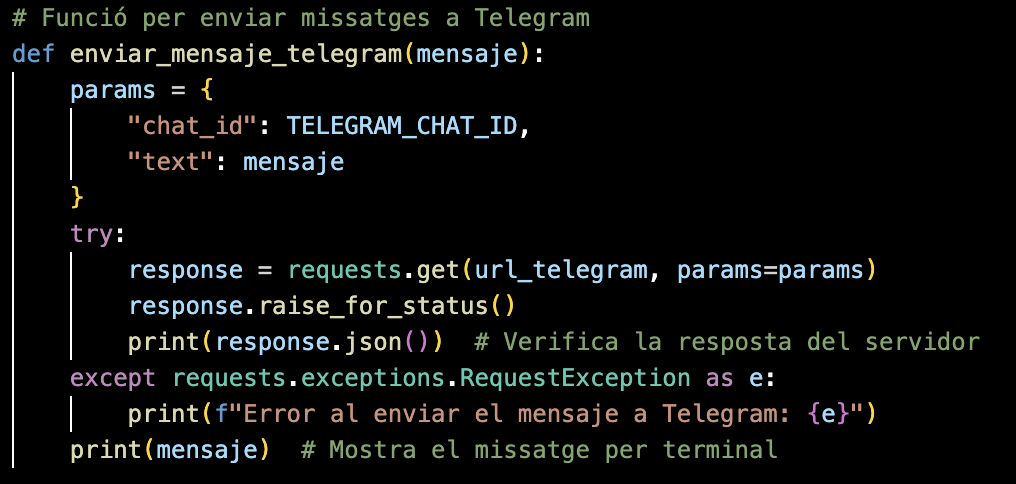 # Funció per enviar missatges a Telegram
def enviar_mensaje_telegram(mensaje):
    params = {
        "chat_id": TELEGRAM_CHAT_ID,
        "text": mensaje
    }
    try:
        response = requests.get(url_telegram, params=params)
        response.raise_for_status()
        print(response.json())  # Verifica la resposta del servidor
    except requests.exceptions.RequestException as e:
        print(f"Error al enviar el mensaje a Telegram: {e}")
    print(mensaje)  # Mostra el missatge per terminal